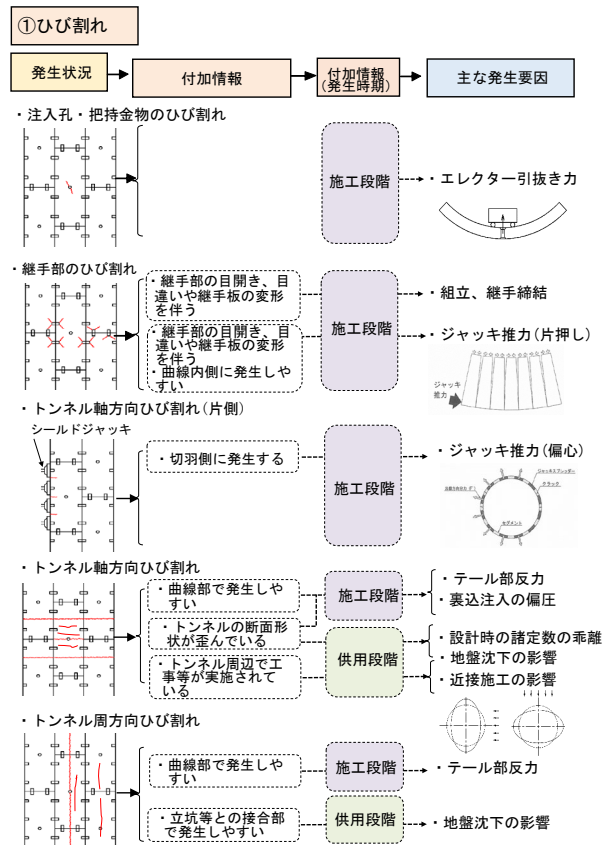 ①ひび割れ
発生状況
付加情報
付加情報
(発生時期)
主な発生要因
・注入孔・把持金物のひび割れ
施工段階
・エレクター引抜き力
・継手部のひび割れ
・継手部の目開き、目
違いや継手板の変形
を伴う
・継手部の目開き、目
違いや継手板の変形
を伴う
・曲線内側に発生しや
すい
施工段階
・組立、継手締結
・ジャッキ推力(片押し)
ジャッキ
推力
・トンネル軸方向ひび割れ(片側)
シールドジャッキ
・切羽側に発生する
施工段階
・ジャッキ推力(偏心)
ジャッキスプレッダー
クラック
セグメント
・トンネル軸方向ひび割れ
・曲線部で発生しや
すい
・トンネルの断面形
状が歪んでいる
・トンネル周辺で工
事等が実施されて
いる
施工段階
供用段階
・テール部反力
・裏込注入の偏圧
・設計時の諸定数の乖離
・地盤沈下の影響
・近接施工の影響
・トンネル周方向ひび割れ
・曲線部で発生しや
すい
・立坑等との接合部
で発生しやすい
施工段階
供用段階
・テール部反力
・地盤沈下の影響